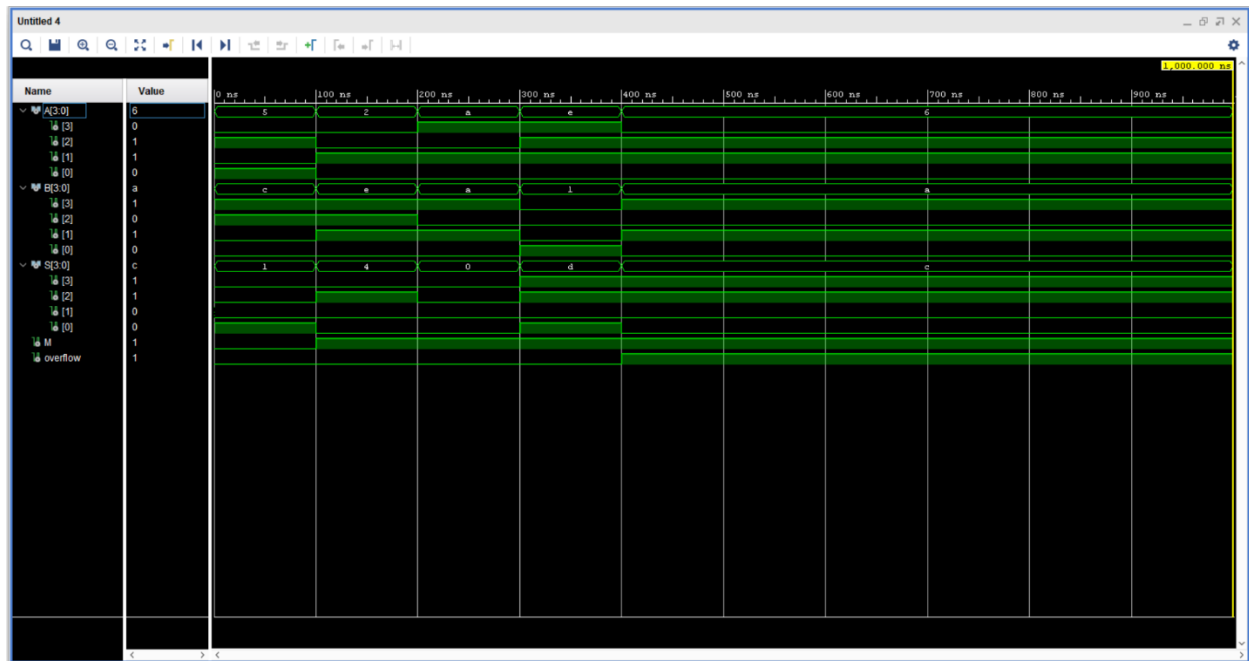 Untitled 4
1,000.000 ns
Name Value
0 ns 100 ns 200 ns 300 ns 400 ns 500 ns 600 ns 700 ns 800 ns 900 ns
A[3:0] 6 5 2 a e 6
[3] 0
[2] 1
[1] 1
[0] 0
B[3:0] a c e a 1 a
[3] 1
[2] 0
[1] 1
[0] 0
S[3:0] c 1 4 0 d c
[3] 1
[2] 1
[1] 0
[0] 0
M 1
overflow 1